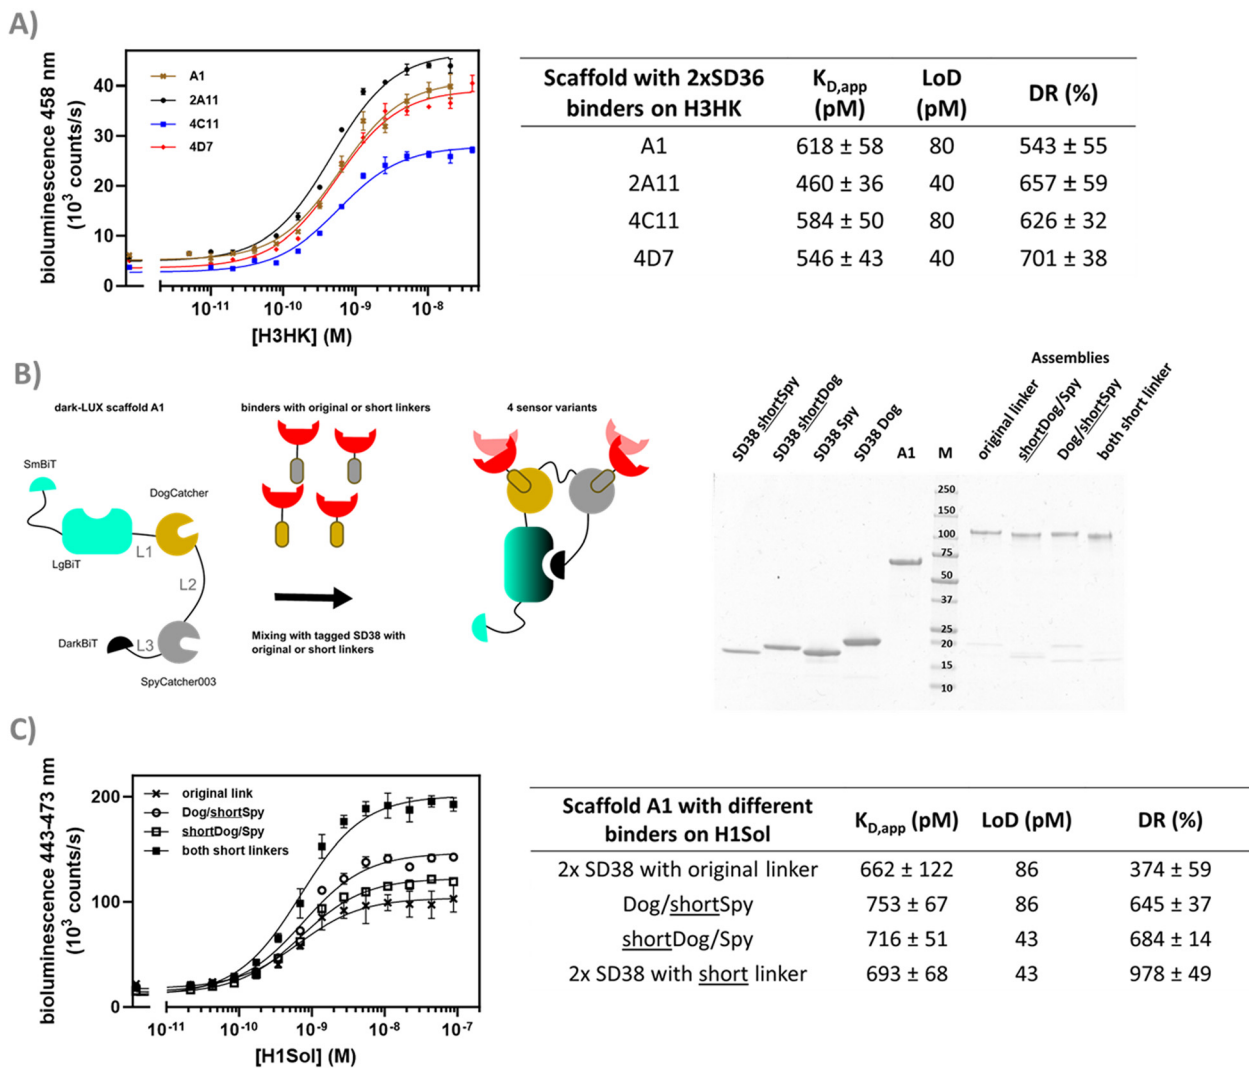 A)
bioluminescence 458 nm
(10³ counts/s)
40
30
20
10
0
A1
2A11
4C11
4D7
10⁻¹¹ 10⁻¹⁰ 10⁻⁹ 10⁻⁸
[H3HK] (M)
Scaffold with 2xSD36 binders on H3HK K_D,app (pM) LoD (pM) DR (%)
A1 618 ± 58 80 543 ± 55
2A11 460 ± 36 40 657 ± 59
4C11 584 ± 50 80 626 ± 32
4D7 546 ± 43 40 701 ± 38
B)
dark-LUX scaffold A1
SmBiT
DogCatcher
LgBiT
L1
L2
DarkBiT
L3
SpyCatcher003
binders with original or short linkers
Mixing with tagged SD38 with
original or short linkers
4 sensor variants
Assemblies
SD38 shortSpy
SD38 shortDog
SD38 Spy
SD38 Dog
A1
M
original linker
shortDog/Spy
Dog/shortSpy
both short linker
250
150
100
75
50
37
25
20
15
10
C)
bioluminescence 443-473 nm
(10³ counts/s)
200
100
0
original link
Dog/shortSpy
shortDog/Spy
both short linkers
10⁻¹¹ 10⁻¹⁰ 10⁻⁹ 10⁻⁸ 10⁻⁷
[H1Sol] (M)
Scaffold A1 with different binders on H1Sol K_D,app (pM) LoD (pM) DR (%)
2x SD38 with original linker 662 ± 122 86 374 ± 59
Dog/shortSpy 753 ± 67 86 645 ± 37
shortDog/Spy 716 ± 51 43 684 ± 14
2x SD38 with short linker 693 ± 68 43 978 ± 49